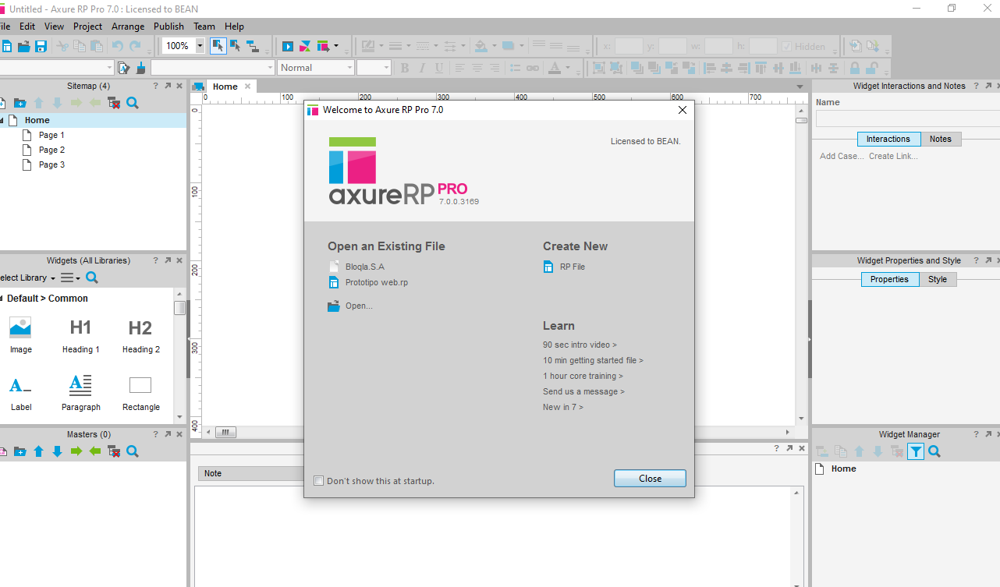 Untitled - Axure RP Pro 7.0 : Licensed to BEAN
File Edit View Project Arrange Publish Team Help
100% x: y: w: h: Hidden
Normal B I U A
Sitemap (4) ?
Home
Page 1
Page 2
Page 3
Widgets (All Libraries) ?
elect Library
Default > Common
Image
H1
Heading 1
H2
Heading 2
A_
Label
A
Paragraph
Rectangle
Masters (0) ?
Home
0 100 200 300 400 500 600 700
0
100
200
300
400
Welcome to Axure RP Pro 7.0
Licensed to BEAN.
axureRP PRO
7.0.0.3169
Open an Existing File
Bloqla.S.A
Prototipo web.rp
Open...
Create New
RP File
Learn
90 sec intro video >
10 min getting started file >
1 hour core training >
Send us a message >
New in 7 >
Don't show this at startup.
Close
?
Note
Widget Interactions and Notes ?
Name
Interactions Notes
Add Case... Create Link...
Widget Properties and Style ?
Properties Style
Widget Manager ?
Home